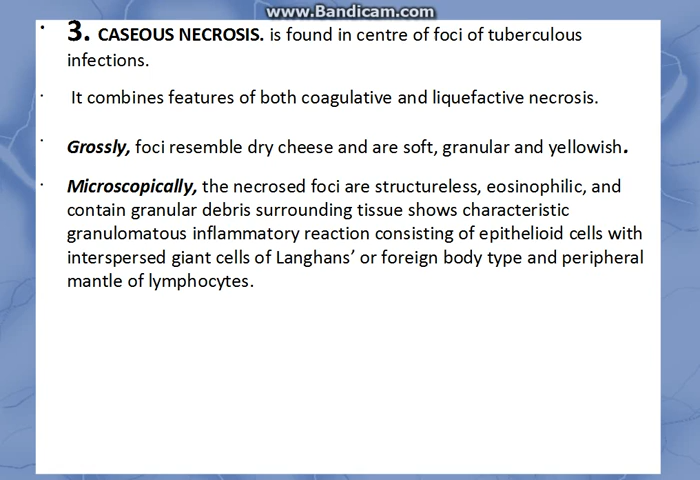 www.Bandicam.com
• 3. CASEOUS NECROSIS. is found in centre of foci of tuberculous
infections.
• It combines features of both coagulative and liquefactive necrosis.
• Grossly, foci resemble dry cheese and are soft, granular and yellowish.
• Microscopically, the necrosed foci are structureless, eosinophilic, and
contain granular debris surrounding tissue shows characteristic
granulomatous inflammatory reaction consisting of epithelioid cells with
interspersed giant cells of Langhans’ or foreign body type and peripheral
mantle of lymphocytes.